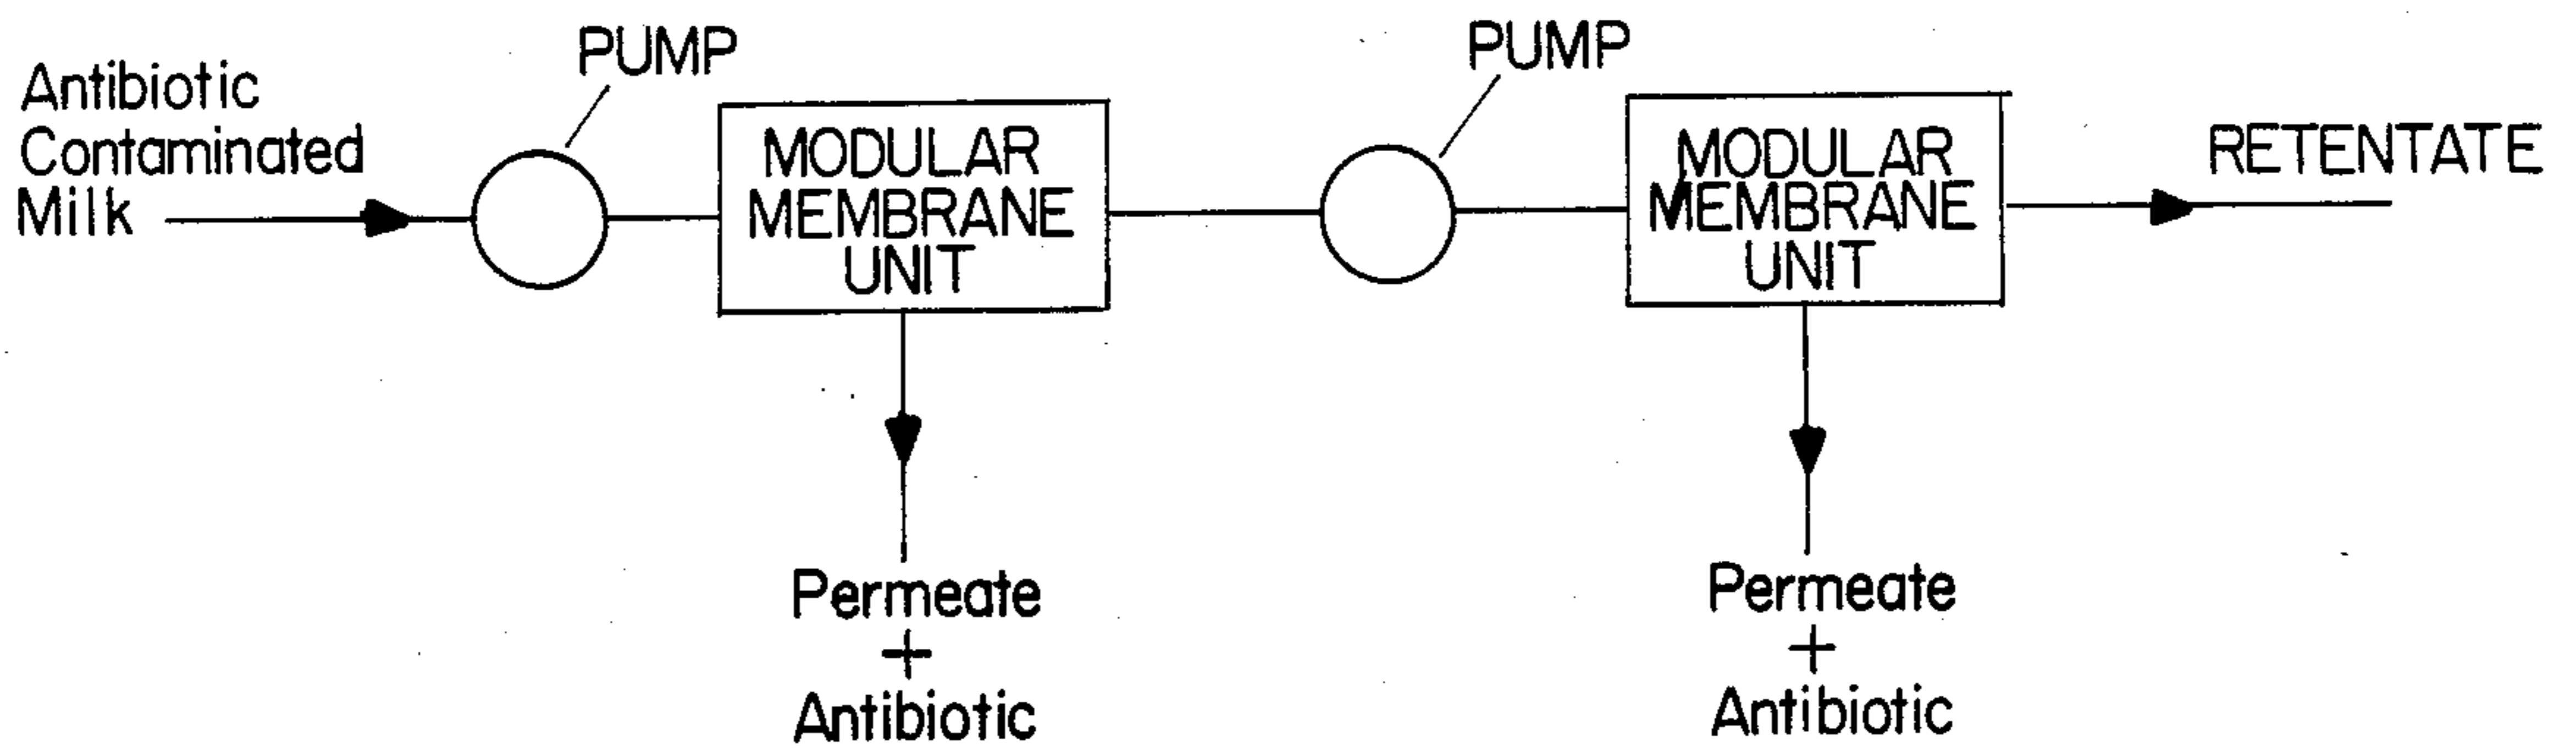 Antibiotic
Contaminated
Milk
PUMP
MODULAR
MEMBRANE
UNIT
Permeate
+
Antibiotic
PUMP
MODULAR
MEMBRANE
UNIT
Permeate
+
Antibiotic
RETENTATE